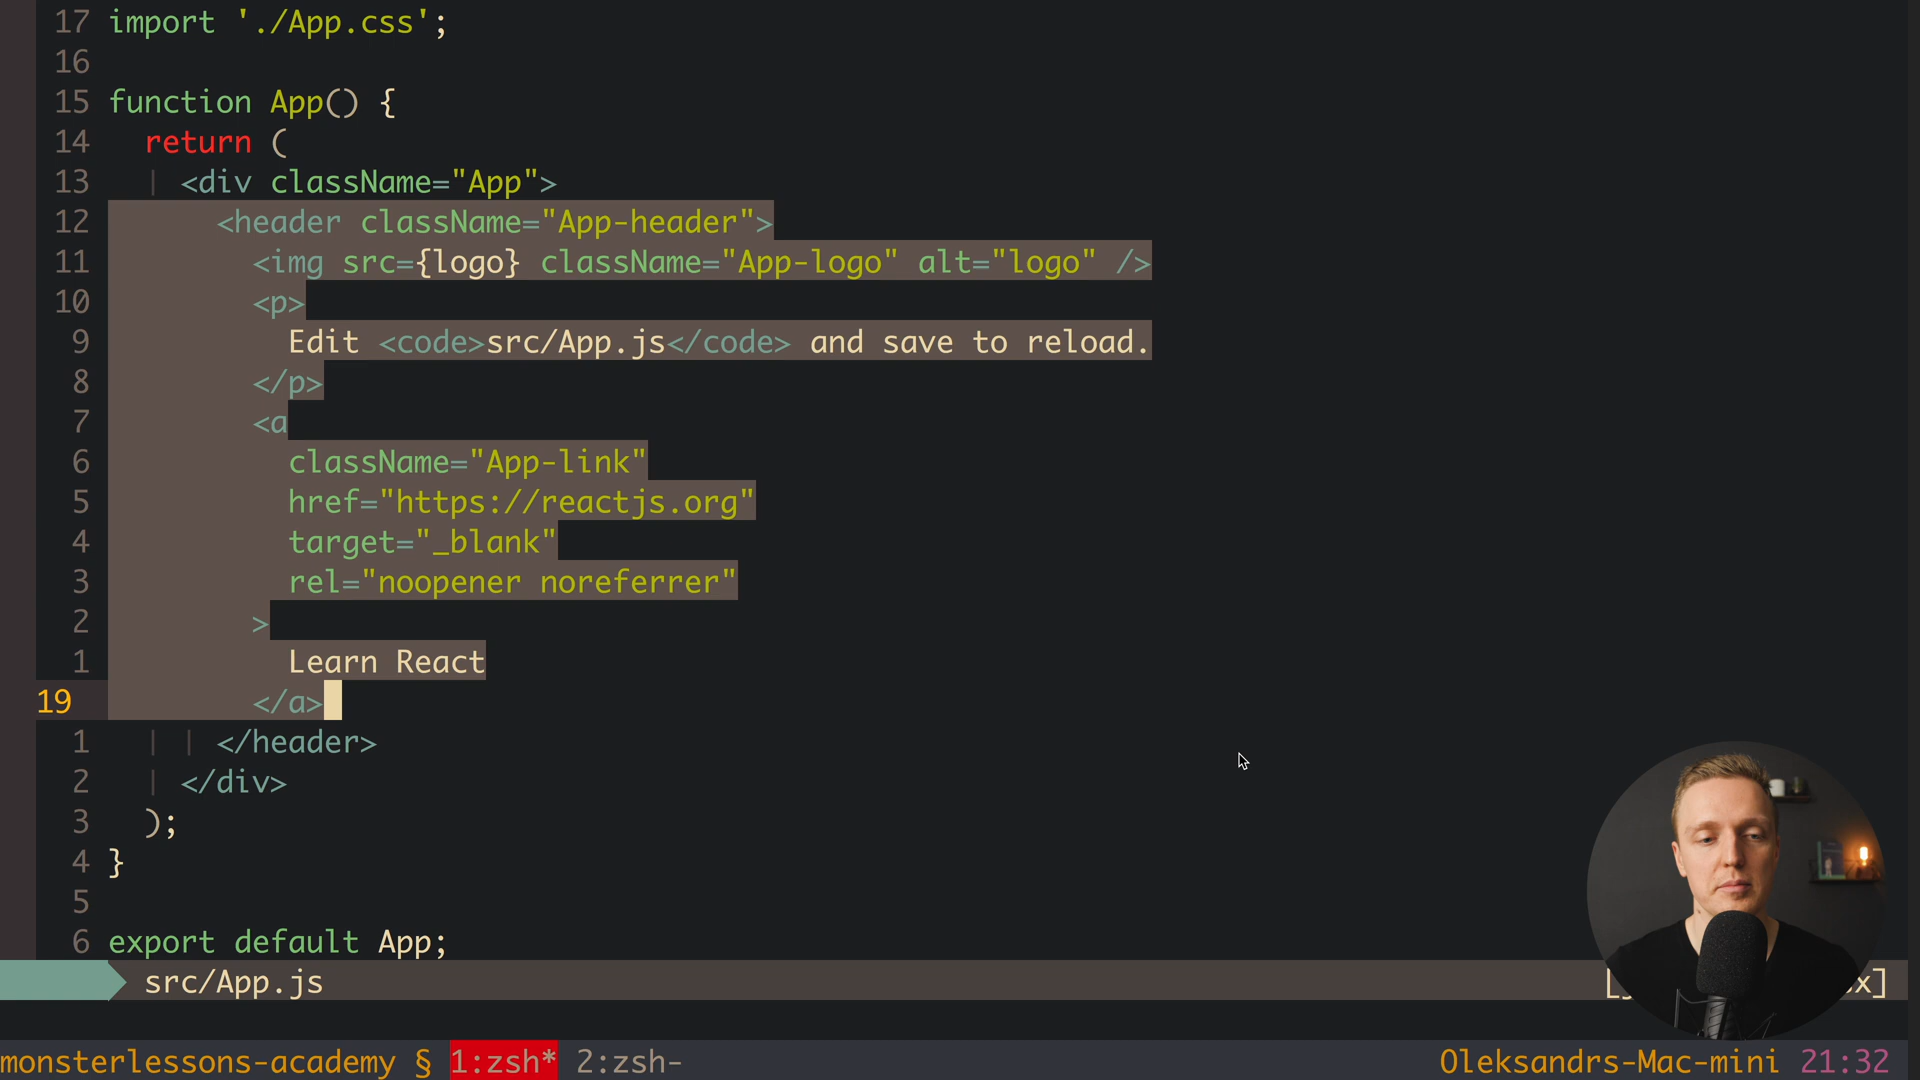 17 import './App.css';
16
15 function App() {
14 return (
13 | <div className="App">
12 <header className="App-header">
11 <img src={logo} className="App-logo" alt="logo" />
10 <p>
9 Edit <code>src/App.js</code> and save to reload.
8 </p>
7 <a
6 className="App-link"
5 href="https://reactjs.org"
4 target="_blank"
3 rel="noopener noreferrer"
2 >
1 Learn React
19 </a>
1 | | </header>
2 | </div>
3 );
4 }
5
6 export default App;
src/App.js
monsterlessons-academy § 1:zsh* 2:zsh- Oleksandrs-Mac-mini 21:32